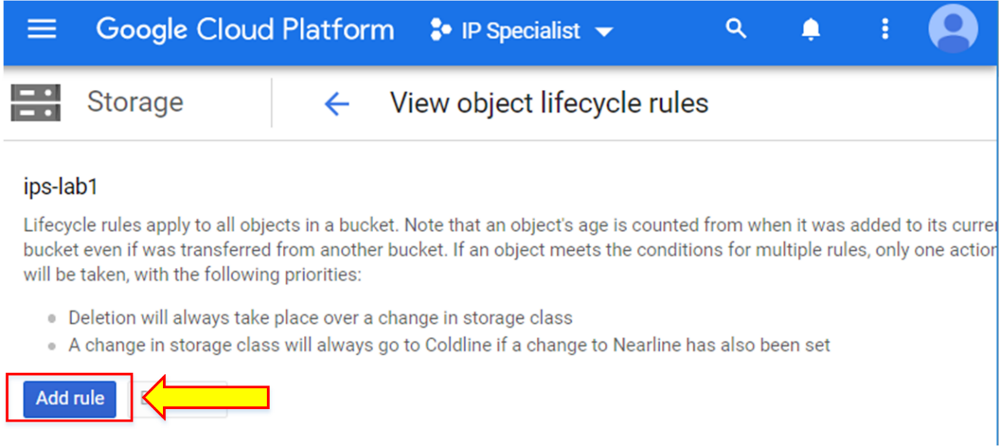 Google Cloud Platform IP Specialist
Storage View object lifecycle rules
ips-lab1
Lifecycle rules apply to all objects in a bucket. Note that an object's age is counted from when it was added to its curre
bucket even if was transferred from another bucket. If an object meets the conditions for multiple rules, only one action
will be taken, with the following priorities:
Deletion will always take place over a change in storage class
A change in storage class will always go to Coldline if a change to Nearline has also been set
Add rule